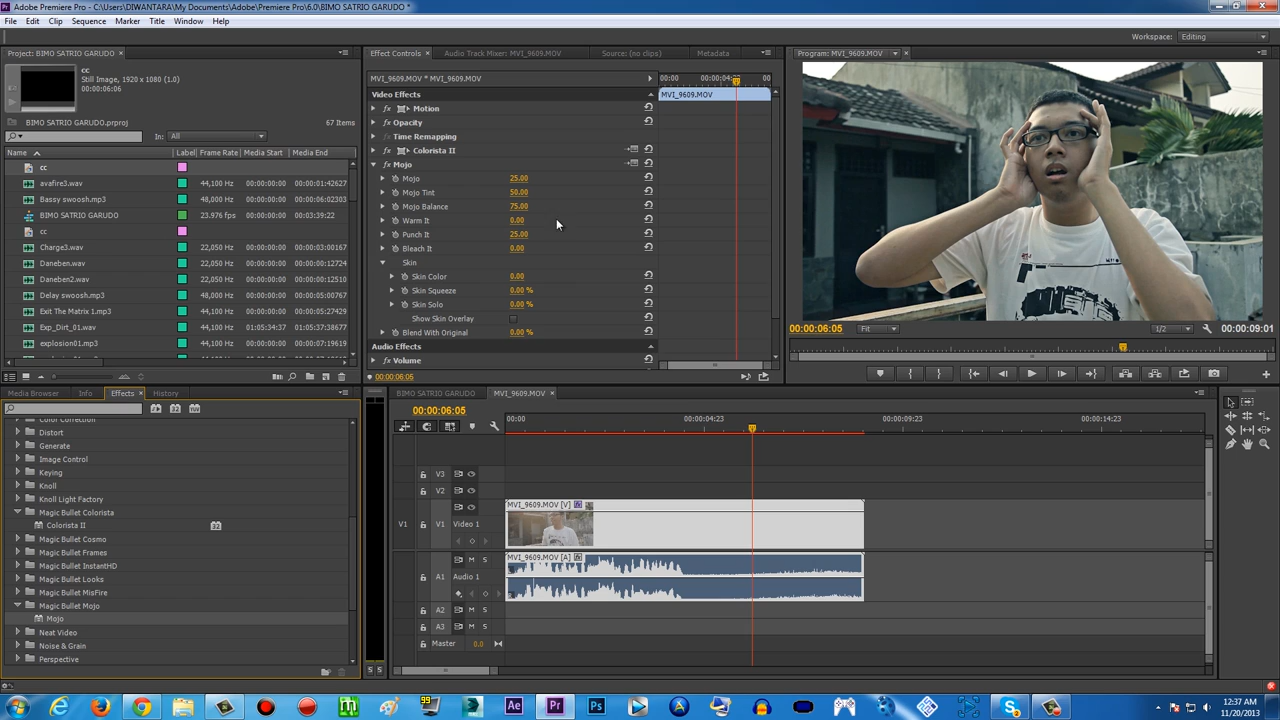 Adobe Premiere Pro - C:\Users\DIWANTARA\My Documents\Adobe\Premiere Pro\6.0\BIMO SATRIO GARUDO *
File Edit Clip Sequence Marker Title Window Help
Workspace: Editing
Project: BIMO SATRIO GARUDO
cc
Still Image, 1920 x 1080 (1.0)
00:00:06:06
BIMO SATRIO GARUDO.prproj
67 Items
In: All
Name Label Frame Rate Media Start Media End
cc
avafire3.wav 44,100 Hz 00:00:00:00 00:00:01:42627
Bassy swoosh.mp3 48,000 Hz 00:00:00:00 00:00:06:02303
BIMO SATRIO GARUDO 23.976 fps 00:00:00:00 00:03:39:22
cc
Charge3.wav 22,050 Hz 00:00:00:00 00:00:03:00167
Daneben.wav 44,100 Hz 00:00:00:00 00:00:00:12724
Daneben2.wav 22,050 Hz 00:00:00:00 00:00:00:12510
Delay swoosh.mp3 48,000 Hz 00:00:00:00 00:00:05:00767
Exit The Matrix 1.mp3 44,100 Hz 00:00:00:00 00:00:05:07487
Exp_Dirt_01.wav 44,100 Hz 01:05:34:37 01:05:37:38677
explosion01.mp3 44,100 Hz 00:00:00:00 00:00:07:19619
Effect Controls Audio Track Mixer: MVI_9609.MOV Source: (no clips) Metadata
MVI_9609.MOV * MVI_9609.MOV
00:00 00:00:04:23 00
Video Effects
MVI_9609.MOV
fx Motion
fx Opacity
fx Time Remapping
fx Colorista II
fx Mojo
Mojo 25.00
Mojo Tint 50.00
Mojo Balance 75.00
Warm It 0.00
Punch It 25.00
Bleach It 0.00
Skin
Skin Color 0.00
Skin Squeeze 0.00 %
Skin Solo 0.00 %
Show Skin Overlay
Blend With Original 0.00 %
Audio Effects
fx Volume
00:00:06:05
Program: MVI_9609.MOV
00:00:06:05 Fit 1/2 00:00:09:01
Media Browser Info Effects History
Distort
Generate
Image Control
Keying
Knoll
Knoll Light Factory
Magic Bullet Colorista
Colorista II
Magic Bullet Cosmo
Magic Bullet Frames
Magic Bullet InstantHD
Magic Bullet Looks
Magic Bullet MisFire
Magic Bullet Mojo
Mojo
Neat Video
Noise & Grain
Perspective
BIMO SATRIO GARUDO MVI_9609.MOV
00:00:06:05
00:00 00:00:04:23 00:00:09:23 00:00:14:23
V3
V2
V1 V1 Video 1
MVI_9609.MOV [V]
A1 M S
Audio 1
MVI_9609.MOV [A]
A2 M S
A3 M S
Master 0.0
S S
99
Ae Pr Ps
12:37 AM
11/20/2013